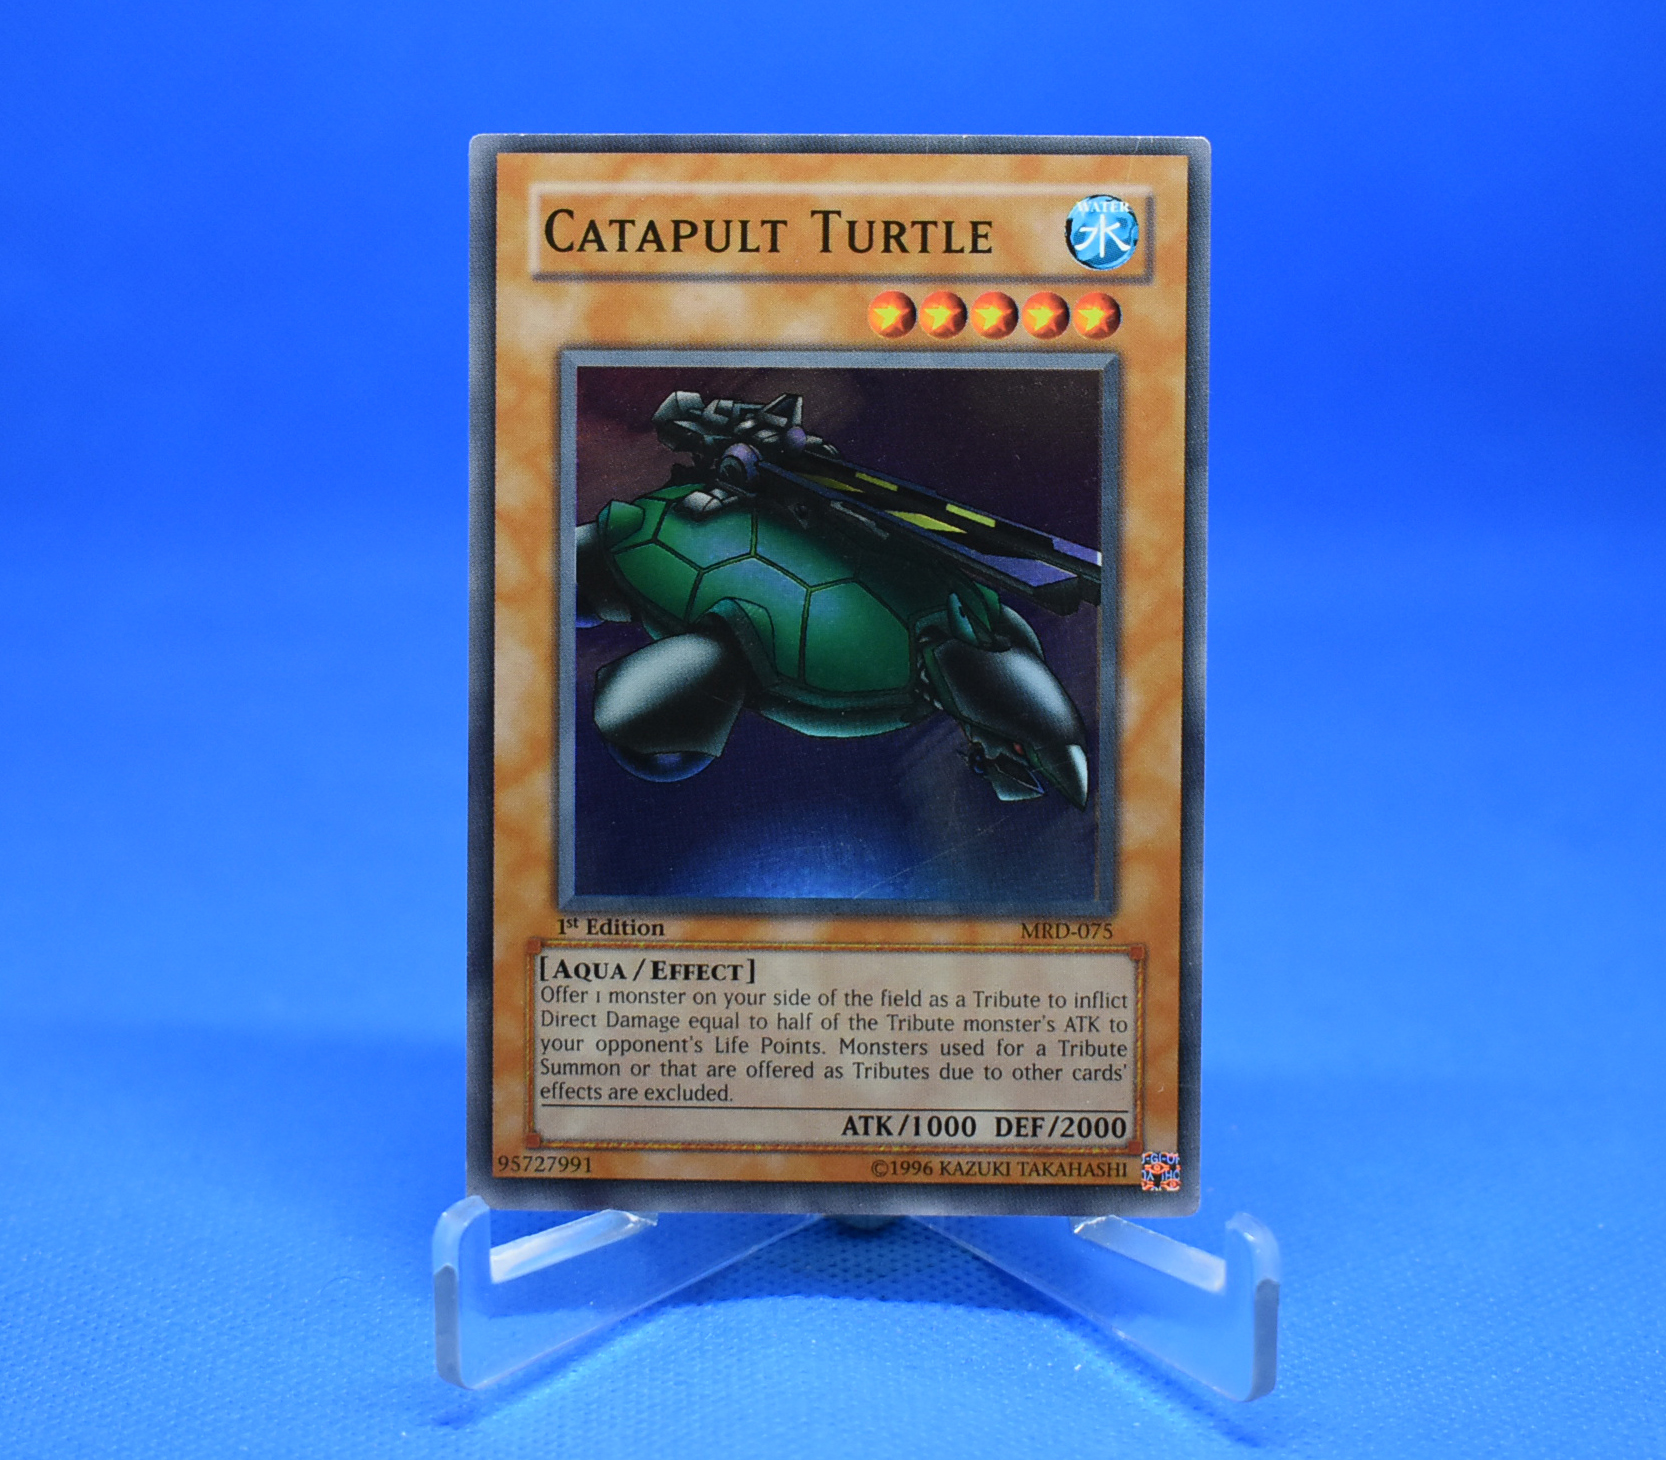 CATAPULT TURTLE
WATER
水
1st Edition
MRD-075
[AQUA/EFFECT]
Offer 1 monster on your side of the field as a Tribute to inflict
Direct Damage equal to half of the Tribute monster's ATK to
your opponent's Life Points. Monsters used for a Tribute
Summon or that are offered as Tributes due to other cards'
effects are excluded.
ATK/1000 DEF/2000
95727991
©1996 KAZUKI TAKAHASHI